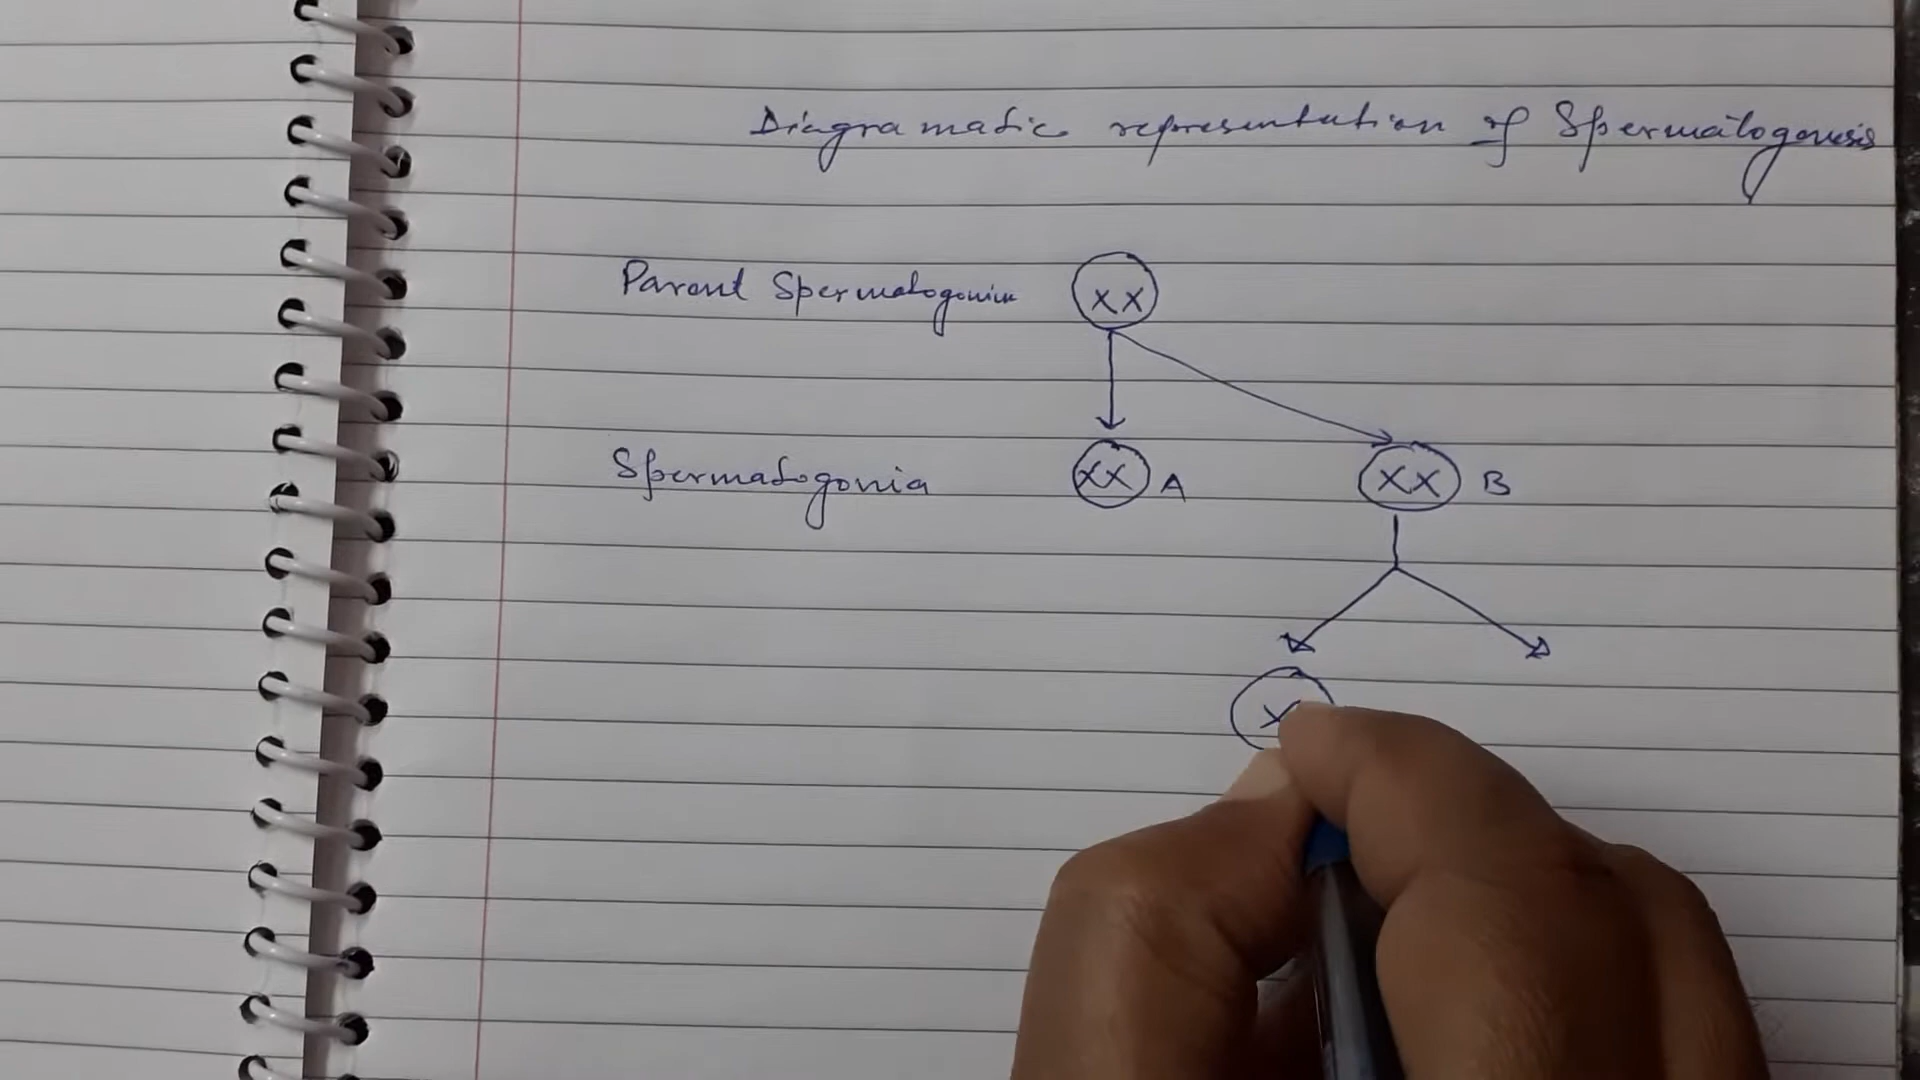 Diagramatic representation of Spermatogenesis
Parent Spermatogonium XX
Spermatogonia XX A XX B
X